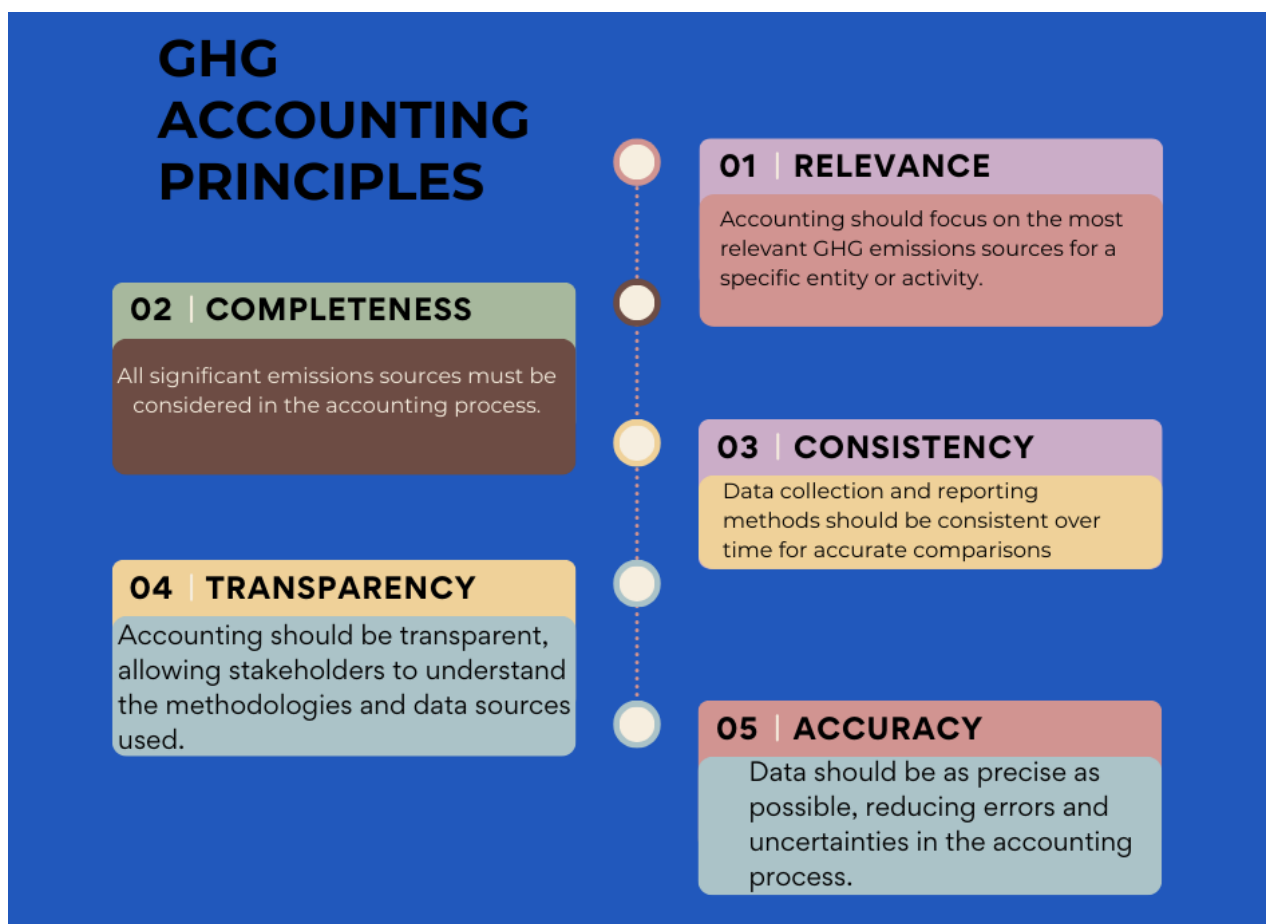 GHG
ACCOUNTING
PRINCIPLES
01 | RELEVANCE
Accounting should focus on the most
relevant GHG emissions sources for a
specific entity or activity.
02 | COMPLETENESS
All significant emissions sources must be
considered in the accounting process.
03 | CONSISTENCY
Data collection and reporting
methods should be consistent over
time for accurate comparisons
04 | TRANSPARENCY
Accounting should be transparent,
allowing stakeholders to understand
the methodologies and data sources
used.
05 | ACCURACY
Data should be as precise as
possible, reducing errors and
uncertainties in the accounting
process.